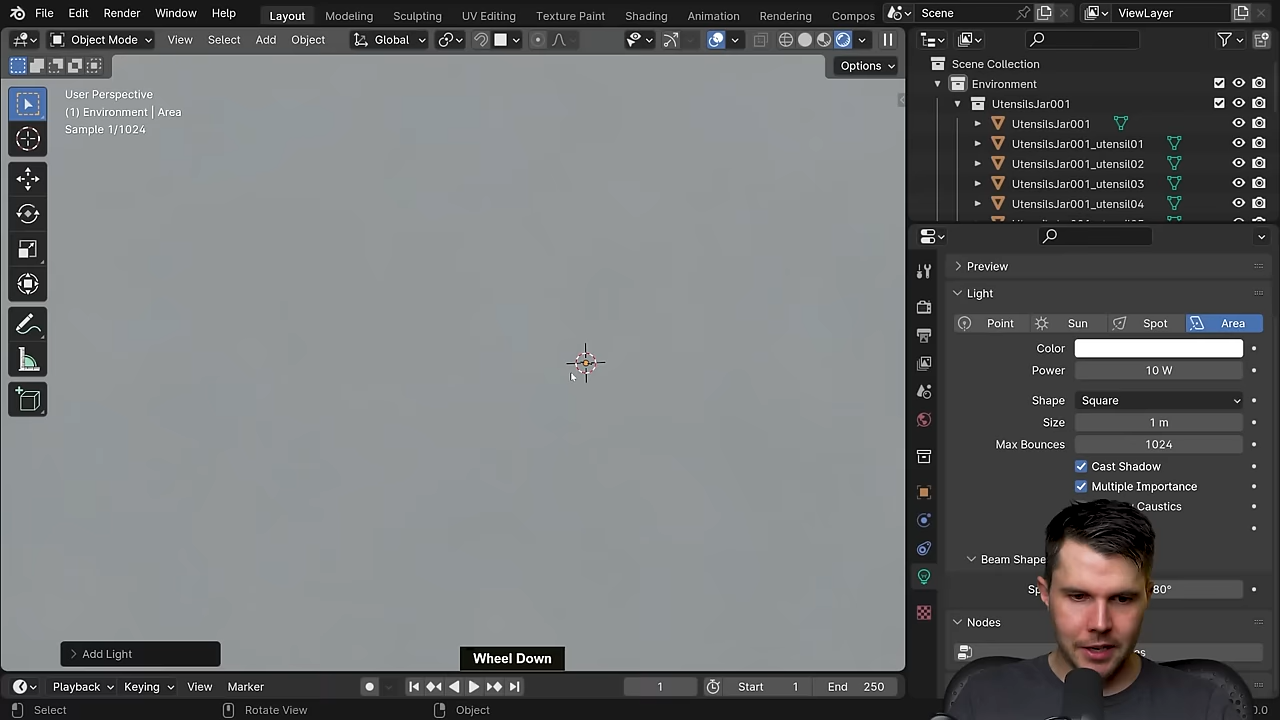 File Edit Render Window Help Layout Modeling Sculpting UV Editing Texture Paint Shading Animation Rendering Compos Scene ViewLayer
Object Mode View Select Add Object Global
Options
User Perspective
(1) Environment | Area
Sample 1/1024
Scene Collection
Environment
UtensilsJar001
UtensilsJar001
UtensilsJar001_utensil01
UtensilsJar001_utensil02
UtensilsJar001_utensil03
UtensilsJar001_utensil04
Preview
Light
Point Sun Spot Area
Color
Power 10 W
Shape Square
Size 1 m
Max Bounces 1024
Cast Shadow
Multiple Importance
Caustics
Beam Shape
80°
Nodes
Add Light
Wheel Down
Playback Keying View Marker 1 Start 1 End 250
Select Rotate View Object